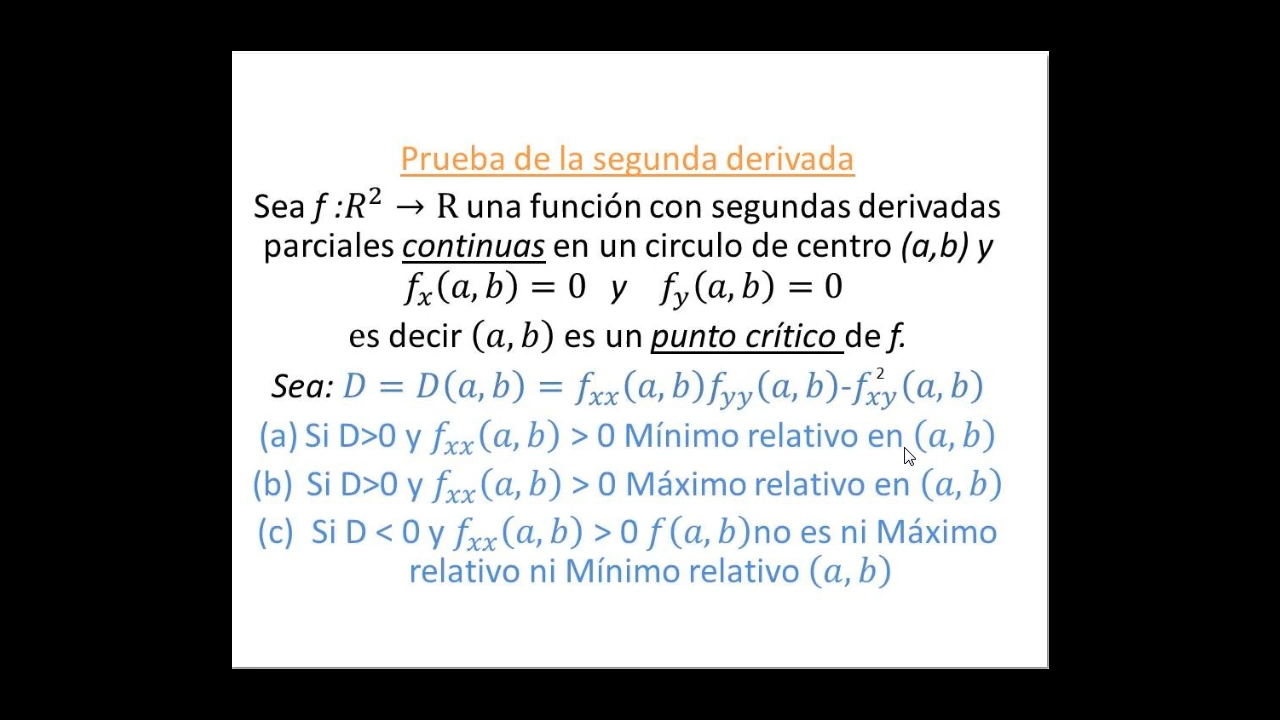 Prueba de la segunda derivada
Sea f :R² → R una función con segundas derivadas
parciales continuas en un circulo de centro (a,b) y
fₓ(a, b) = 0 y f_y(a, b) = 0
es decir (a, b) es un punto crítico de f.
Sea: D = D(a, b) = fₓₓ(a, b)f_yy(a, b)-f²_xy(a, b)
(a) Si D>0 y fₓₓ(a, b) > 0 Mínimo relativo en (a, b)
(b) Si D>0 y fₓₓ(a, b) > 0 Máximo relativo en (a, b)
(c) Si D < 0 y fₓₓ(a, b) > 0 f(a, b)no es ni Máximo
relativo ni Mínimo relativo (a, b)